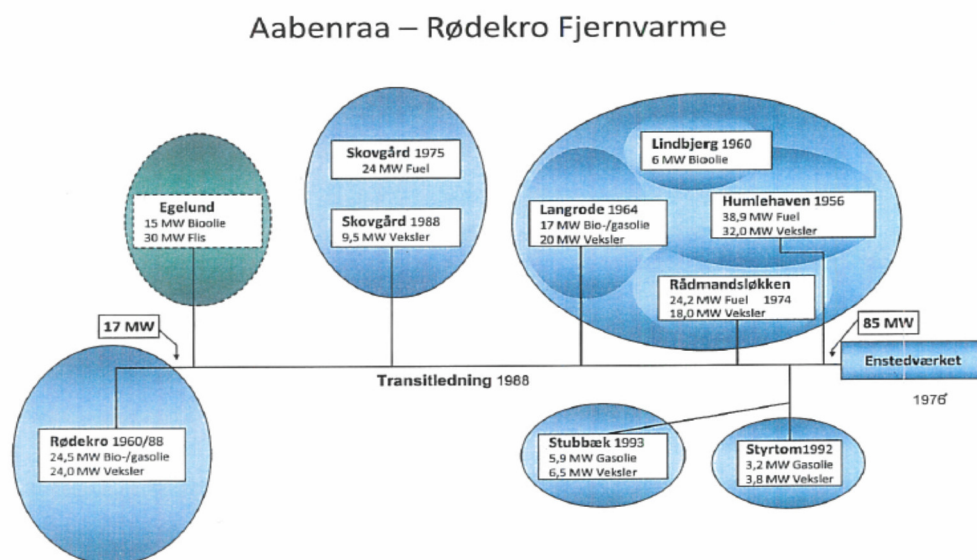 Aabenraa – Rødekro Fjernvarme
Skovgård 1975
24 MW Fuel
Skovgård 1988
9,5 MW Veksler
Lindbjerg 1960
6 MW Bioolie
Egelund
15 MW Bioolie
30 MW Flis
Langrode 1964
17 MW Bio-/gasolie
20 MW Veksler
Humlehaven 1956
38,9 MW Fuel
32,0 MW Veksler
Rådmandsløkken
24,2 MW Fuel 1974
18,0 MW Veksler
17 MW
85 MW
Enstedværket
1976
Transitledning 1988
Rødekro 1960/88
24,5 MW Bio-/gasolie
24,0 MW Veksler
Stubbæk 1993
5,9 MW Gasolie
6,5 MW Veksler
Styrtom1992
3,2 MW Gasolie
3,8 MW Veksler